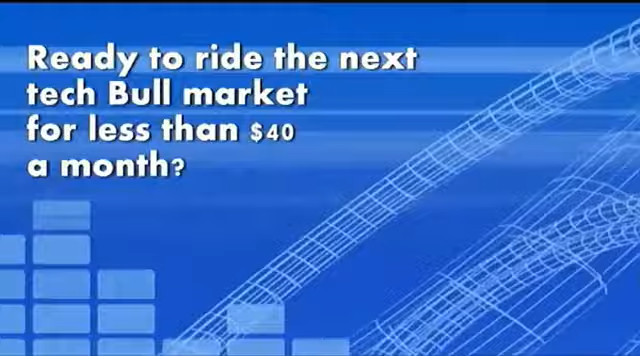 Ready to ride the next
tech Bull market
for less than $40
a month?